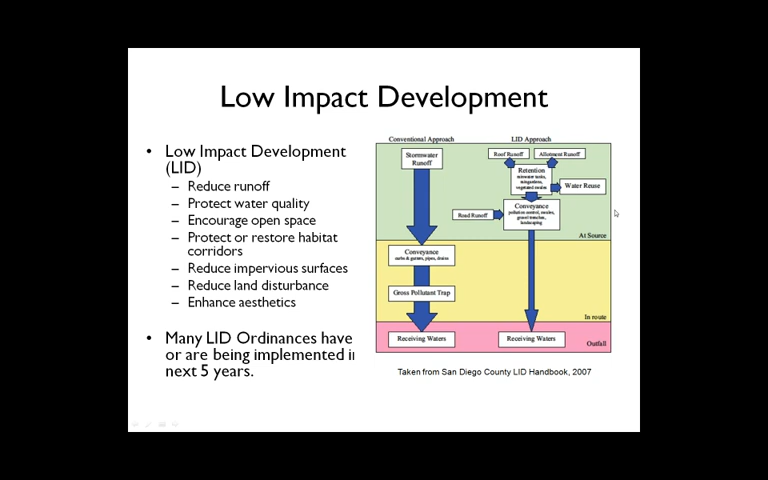 Low Impact Development
• Low Impact Development
(LID)
– Reduce runoff
– Protect water quality
– Encourage open space
– Protect or restore habitat
corridors
– Reduce impervious surfaces
– Reduce land disturbance
– Enhance aesthetics
• Many LID Ordinances have
or are being implemented in
next 5 years.
Conventional Approach
Stormwater
Runoff
Conveyance
curbs & gutters, pipes, drains
Gross Pollutant Trap
Receiving Waters
LID Approach
Roof Runoff
Allotment Runoff
Retention
rainwater tanks,
raingardens,
vegetated swales
Water Reuse
Road Runoff
Conveyance
pollution control, swales,
gravel trenches,
landscaping
At Source
In route
Receiving Waters
Outfall
Taken from San Diego County LID Handbook, 2007